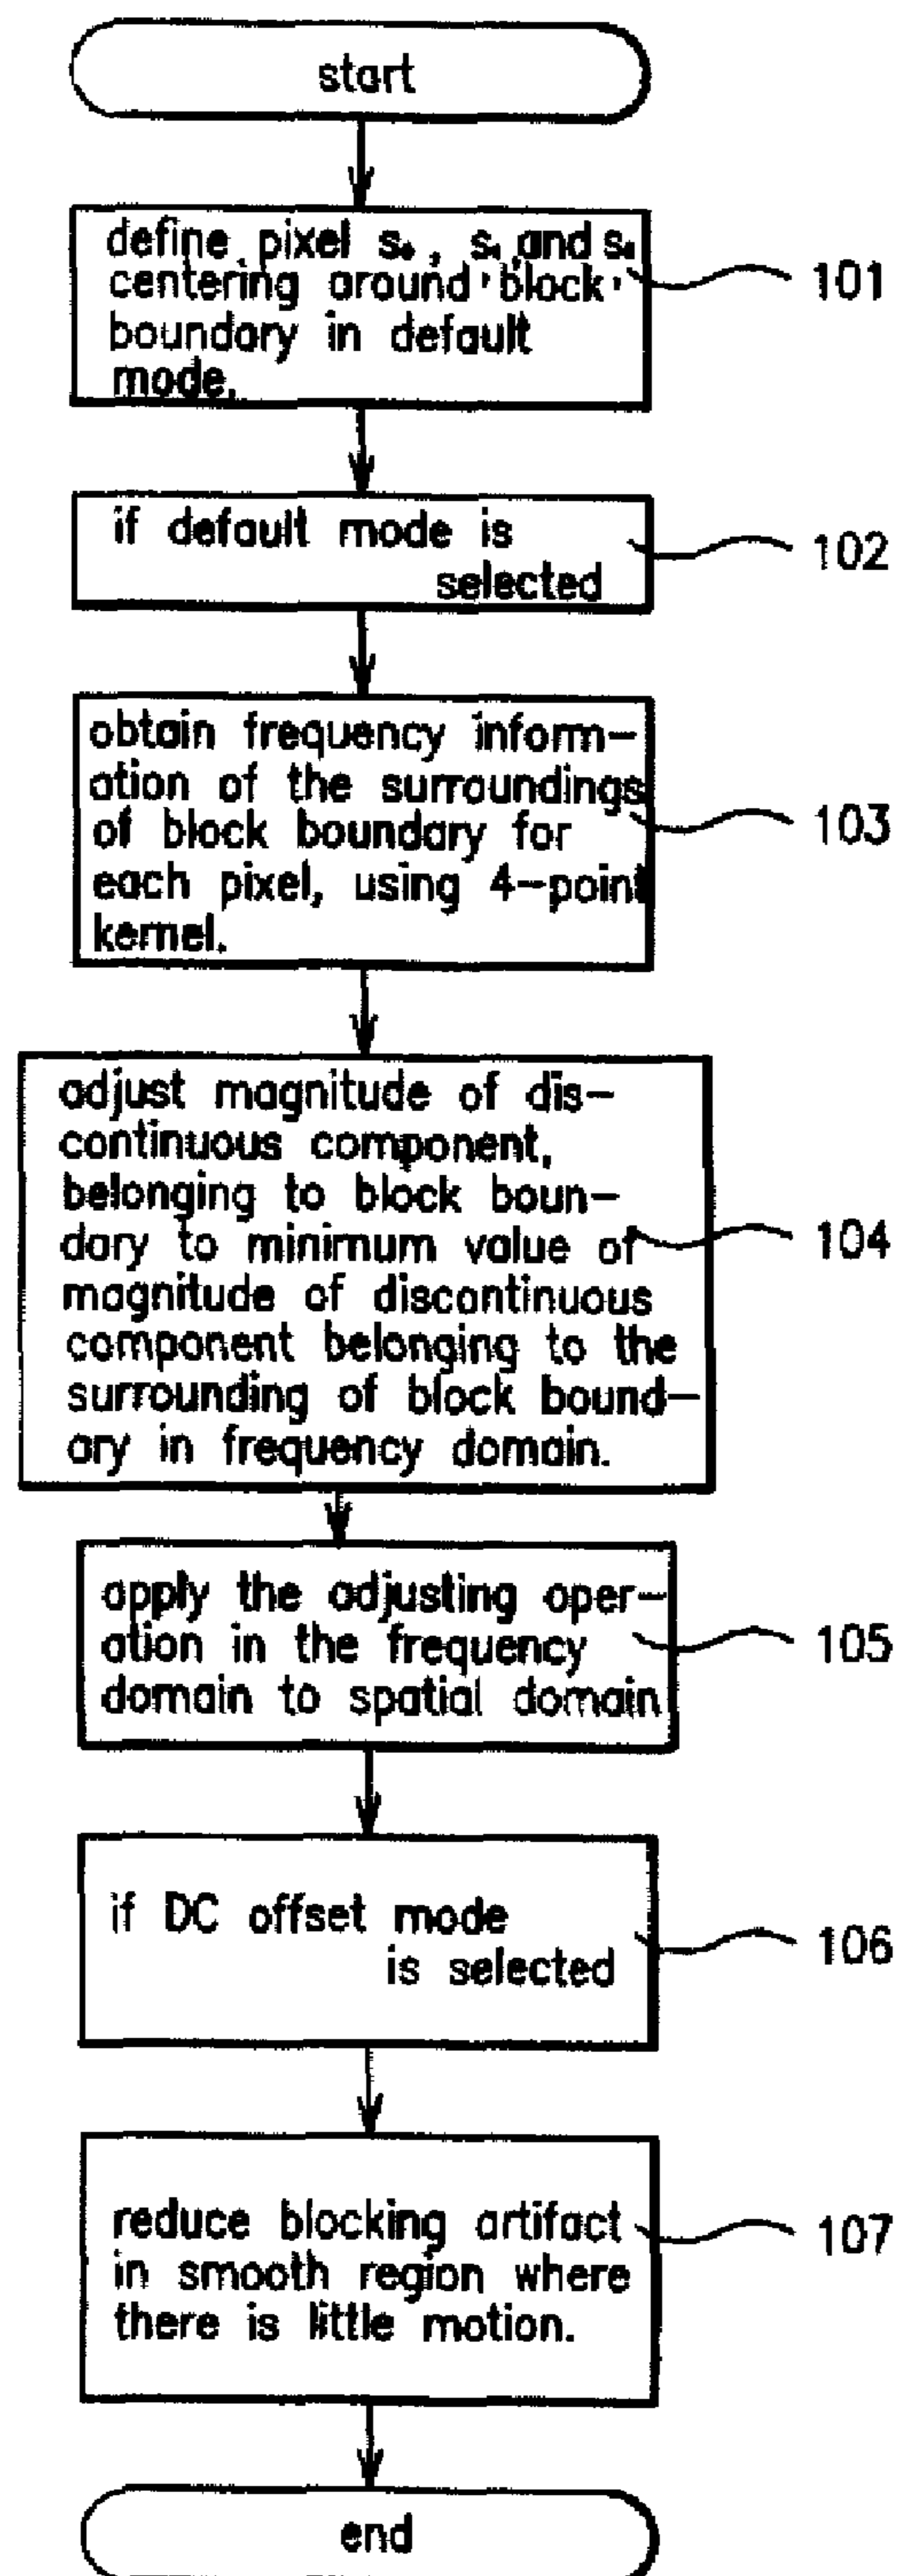 start
define pixel s₀, s₁ and s₂
centering around block
boundary in default
mode.
101
if default mode is
selected
102
obtain frequency inform-
ation of the surroundings
of block boundary for
each pixel, using 4-point
kernel.
103
adjust magnitude of dis-
continuous component,
belonging to block boun-
dary to minimum value of
magnitude of discontinuous
component belonging to the
surrounding of block bound-
ary in frequency domain.
104
apply the adjusting oper-
ation in the frequency
domain to spatial domain
105
if DC offset mode
is selected
106
reduce blocking artifact
in smooth region where
there is little motion.
107
end